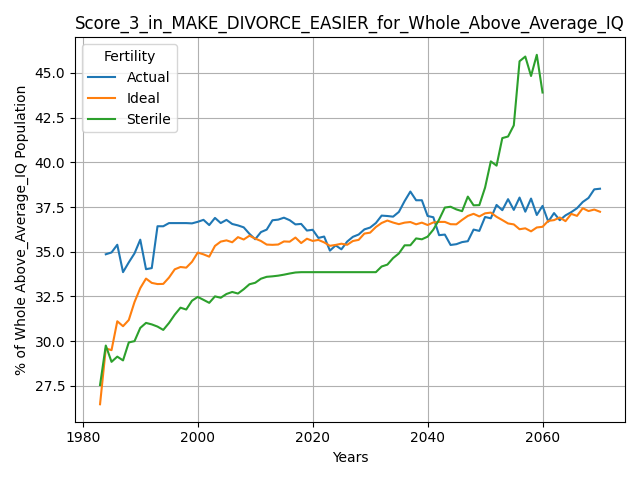 Score_3_in_MAKE_DIVORCE_EASIER_for_Whole_Above_Average_IQ
Fertility
Actual
Ideal
Sterile
% of Whole Above_Average_IQ Population
45.0
42.5
40.0
37.5
35.0
32.5
30.0
27.5
1980
2000
2020
2040
2060
Years